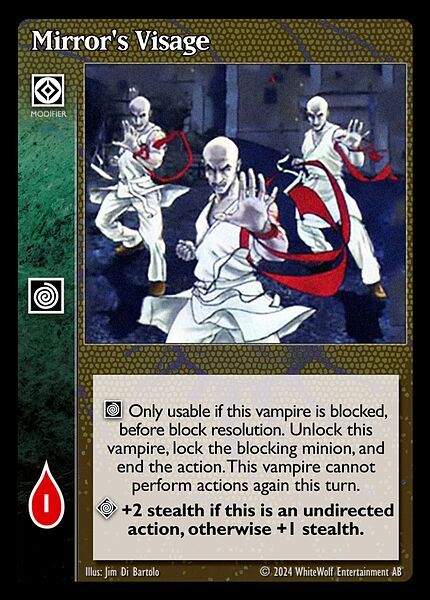 Mirror's Visage
MODIFIER
Only usable if this vampire is blocked,
before block resolution. Unlock this
vampire, lock the blocking minion, and
end the action. This vampire cannot
perform actions again this turn.
+2 stealth if this is an undirected
action, otherwise +1 stealth.
1
Illus: Jim Di Bartolo © 2024 WhiteWolf Entertainment AB